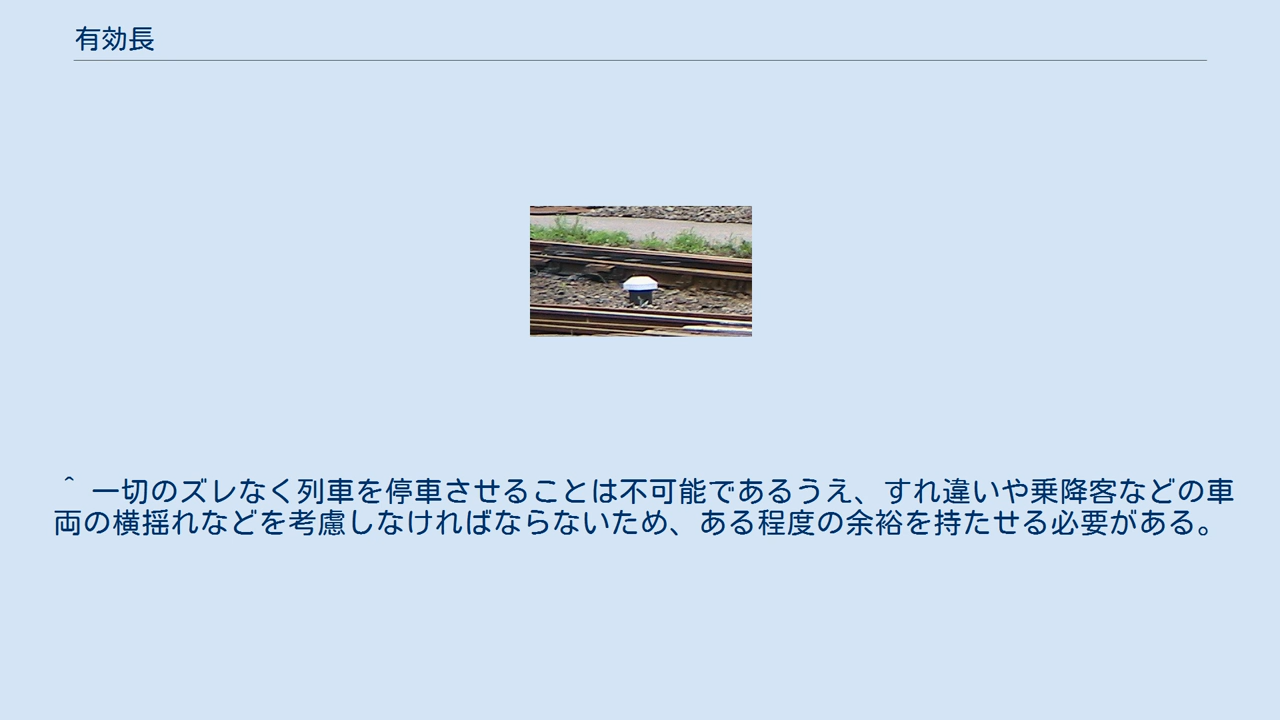 有効長
^ 一切のズレなく列車を停車させることは不可能であるうえ、すれ違いや乗降客などの車
両の横揺れなどを考慮しなければならないため、ある程度の余裕を持たせる必要がある。